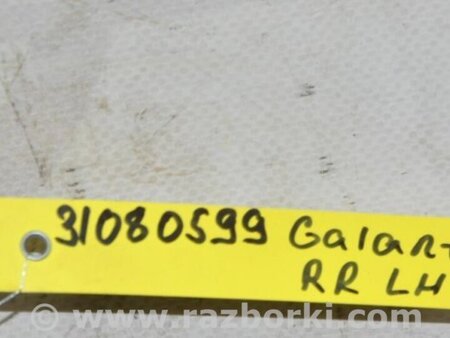 31080599 Galant
RR LH
www.razborki.com